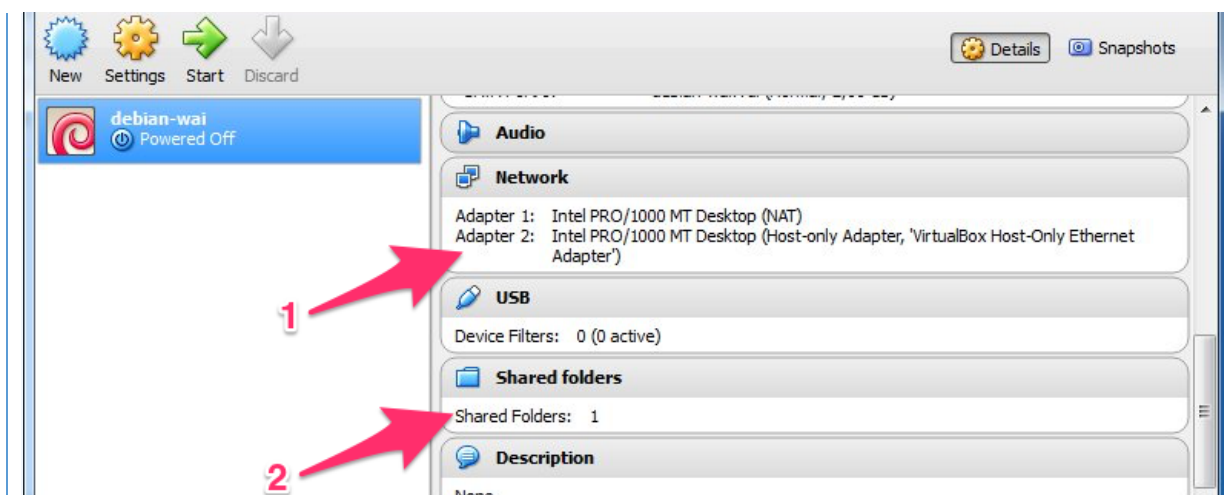 New Settings Start Discard Details Snapshots
debian-wai
Powered Off
Audio
Network
Adapter 1: Intel PRO/1000 MT Desktop (NAT)
Adapter 2: Intel PRO/1000 MT Desktop (Host-only Adapter, 'VirtualBox Host-Only Ethernet
Adapter')
1
USB
Device Filters: 0 (0 active)
Shared folders
Shared Folders: 1
2
Description